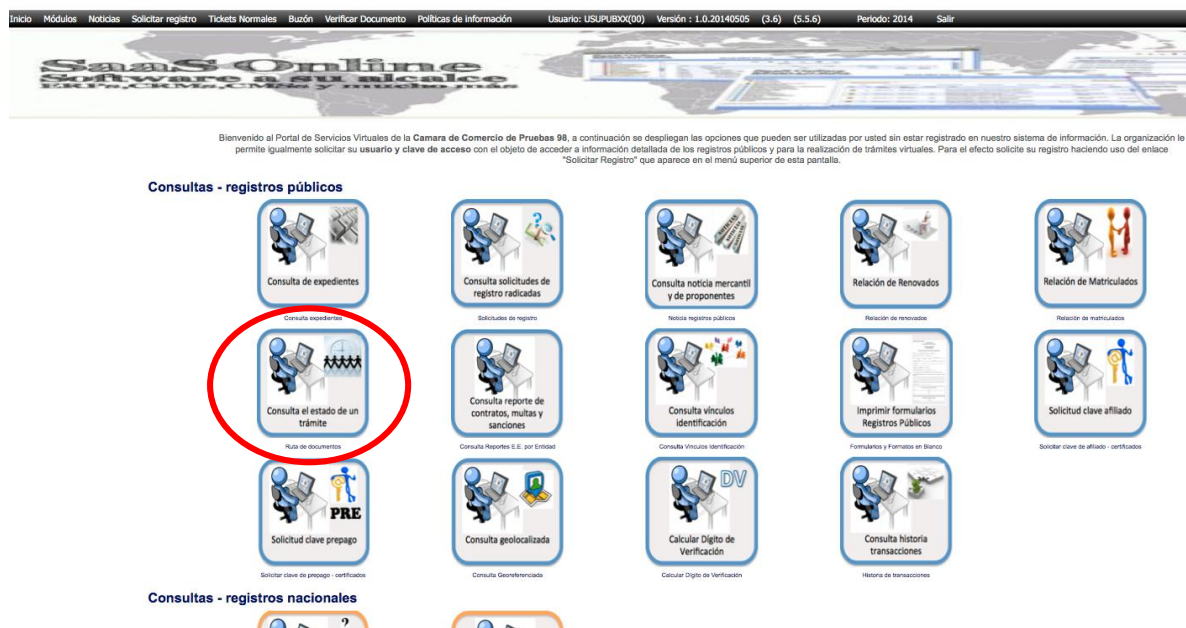 Inicio Módulos Noticias Solicitar registro Tickets Normales Buzón Verificar Documento Políticas de información Usuario: USUPUBXX(00) Versión : 1.0.20140505 (3.6) (5.5.6) Periodo: 2014 Salir
SaaS Online
Software a su alcalce
ERPs,CRMs,CMSs y mucho más
Bienvenido al Portal de Servicios Virtuales de la Camara de Comercio de Pruebas 98, a continuación se despliegan las opciones que pueden ser utilizadas por usted sin estar registrado en nuestro sistema de información. La organización le
permite igualmente solicitar su usuario y clave de acceso con el objeto de acceder a información detallada de los registros públicos y para la realización de trámites virtuales. Para el efecto solicite su registro haciendo uso del enlace
"Solicitar Registro" que aparece en el menú superior de esta pantalla.
Consultas - registros públicos
Consulta de expedientes
Consulta expedientes
Consulta solicitudes de
registro radicadas
Solicitudes de registro
NOTICIAS
Consulta noticia mercantil
y de proponentes
Noticia registros públicos
Relación de Renovados
Relación de renovados
Relación de Matriculados
Relación de matriculados
Consulta el estado de un
trámite
Ruta de documentos
Consulta reporte de
contratos, multas y
sanciones
Consulta Reportes E.E. por Entidad
Consulta vínculos
identificación
Consulta Vínculos Identificación
Imprimir formularios
Registros Públicos
Formularios y Formatos en Blanco
Solicitud clave afiliado
Solicitar clave de afiliado - certificados
PRE
Solicitud clave prepago
Solicitar clave de prepago - certificados
Consulta geolocalizada
Consulta Georeferenciada
DV
Calcular Dígito de
Verificación
Calcular Dígito de Verificación
Consulta historia
transacciones
Historia de transacciones
Consultas - registros nacionales
?